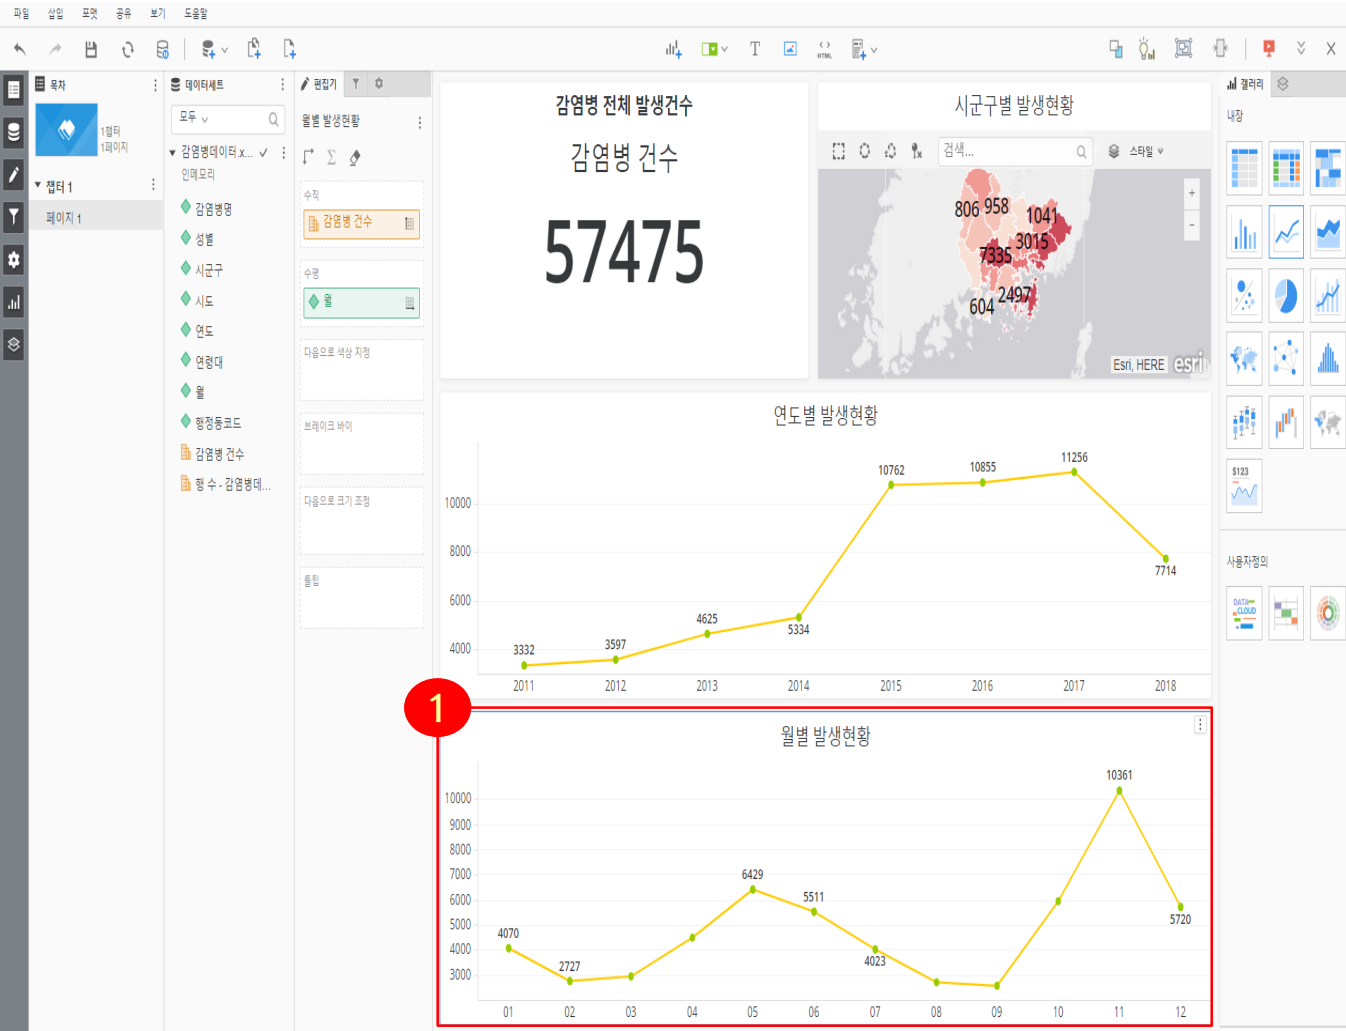 파일 삽입 포맷 공유 보기 도움말
HTML
목차
1챕터
1페이지
챕터 1
페이지 1
데이터세트
모두
감염병데이터.x...
인메모리
감염병명
성별
시군구
시도
연도
연령대
월
행정동코드
감염병 건수
행 수 - 감염병데...
편집기
월별 발생현황
수직
감염병 건수
수평
월
다음으로 색상 지정
브레이크 바이
다음으로 크기 조정
툴팁
감염병 전체 발생건수
감염병 건수
57475
시군구별 발생현황
검색...
스타일
+
-
806 958
1041
3015
7335
2497
604
Esri, HERE esri
연도별 발생현황
11256
10855
10762
10000
8000
7714
6000
4625
5334
4000
3597
3332
2011 2012 2013 2014 2015 2016 2017 2018
1
월별 발생현황
10361
10000
9000
8000
7000
6429
6000
5511
5720
5000
4070
4000
4023
3000
2727
01 02 03 04 05 06 07 08 09 10 11 12
갤러리
내장
$123
사용자정의
DATA
CLOUD